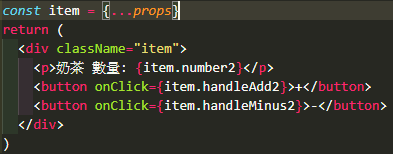 const item = {...props}
return (
<div className="item">
<p>奶茶 數量: {item.number2}</p>
<button onClick={item.handleAdd2}>+</button>
<button onClick={item.handleMinus2}>-</button>
</div>
)